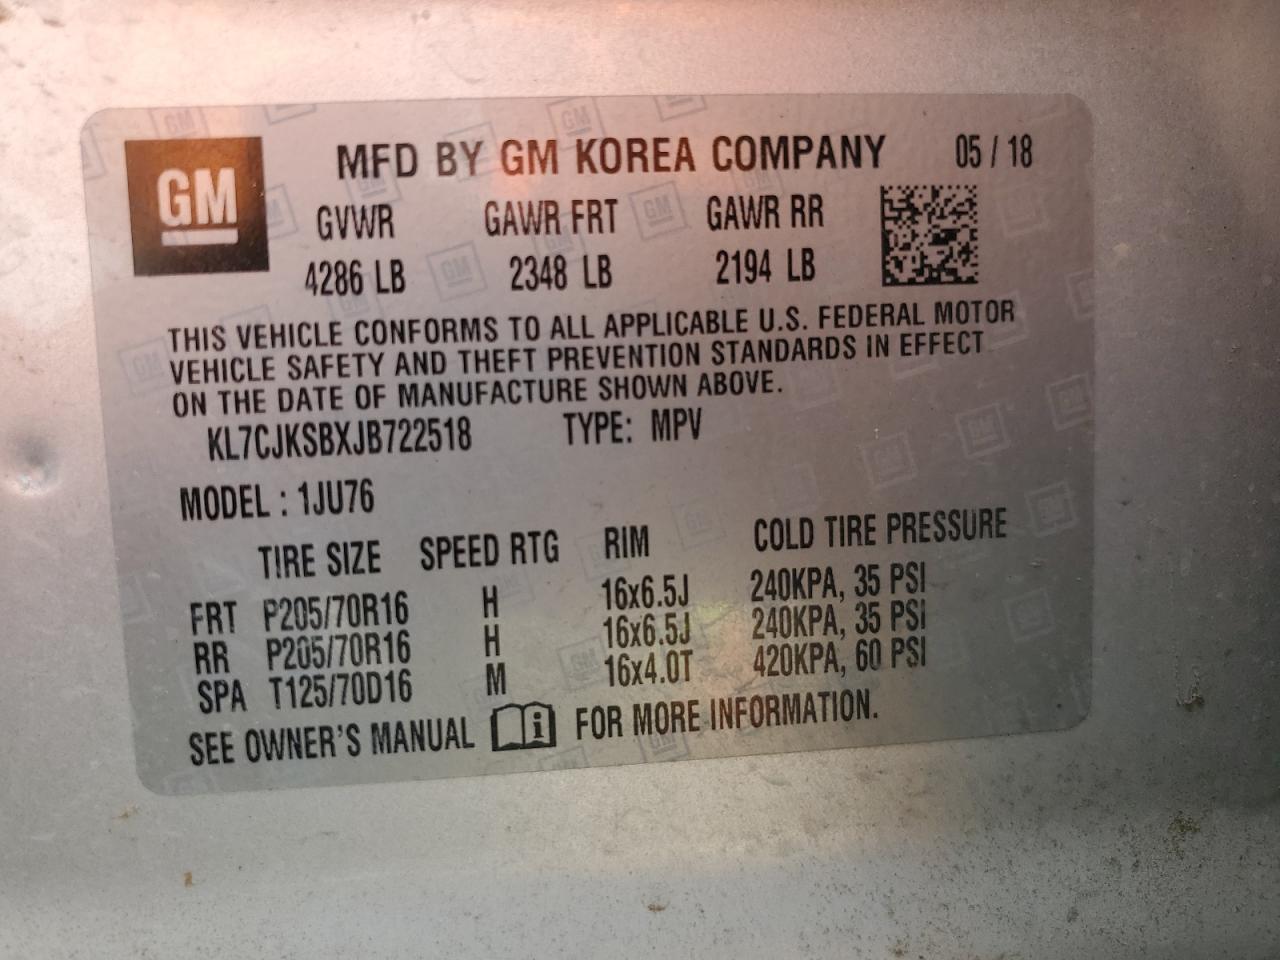 GM
MFD BY GM KOREA COMPANY 05 / 18
GVWR GAWR FRT GAWR RR
4286 LB 2348 LB 2194 LB
THIS VEHICLE CONFORMS TO ALL APPLICABLE U.S. FEDERAL MOTOR
VEHICLE SAFETY AND THEFT PREVENTION STANDARDS IN EFFECT
ON THE DATE OF MANUFACTURE SHOWN ABOVE.
KL7CJKSBXJB722518 TYPE: MPV
MODEL : 1JU76
TIRE SIZE SPEED RTG RIM COLD TIRE PRESSURE
FRT P205/70R16 H 16x6.5J 240KPA, 35 PSI
RR P205/70R16 H 16x6.5J 240KPA, 35 PSI
SPA T125/70D16 M 16x4.0T 420KPA, 60 PSI
SEE OWNER'S MANUAL i FOR MORE INFORMATION.